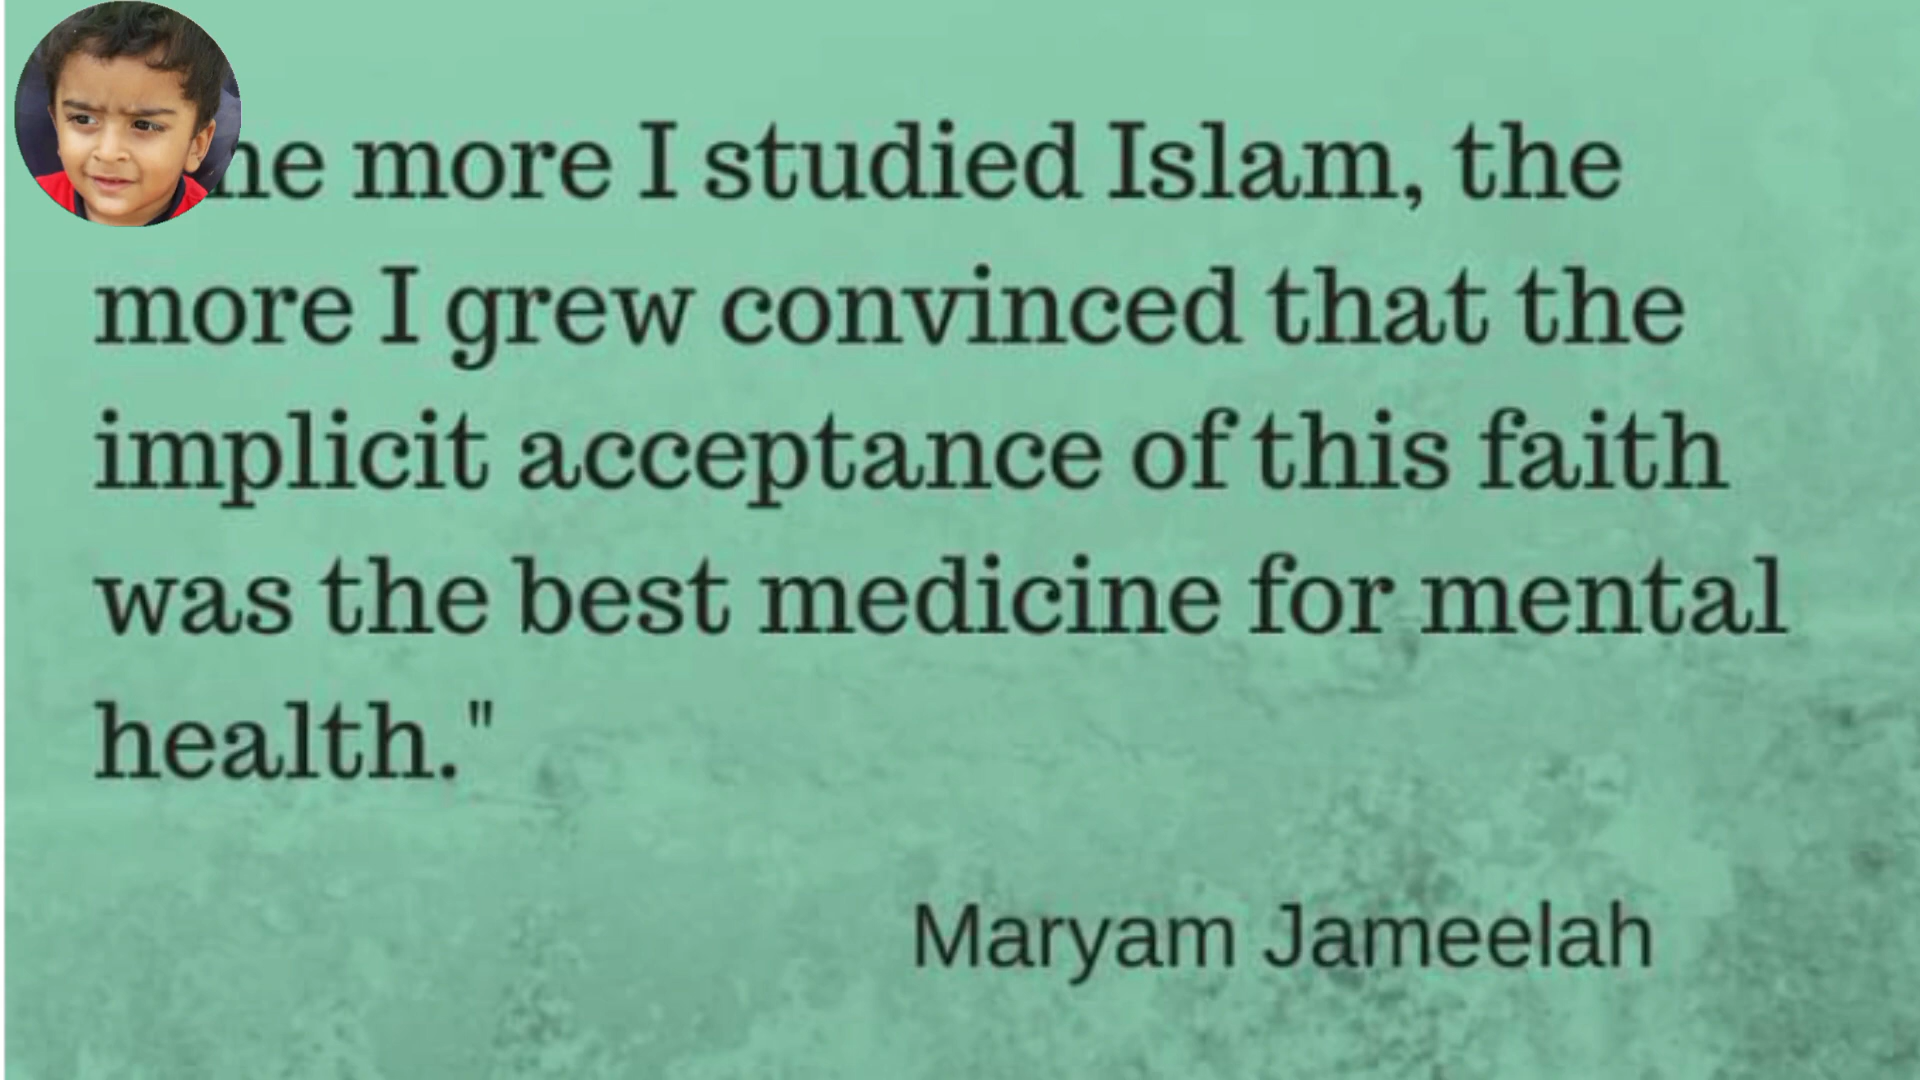 he more I studied Islam, the
more I grew convinced that the
implicit acceptance of this faith
was the best medicine for mental
health."
Maryam Jameelah